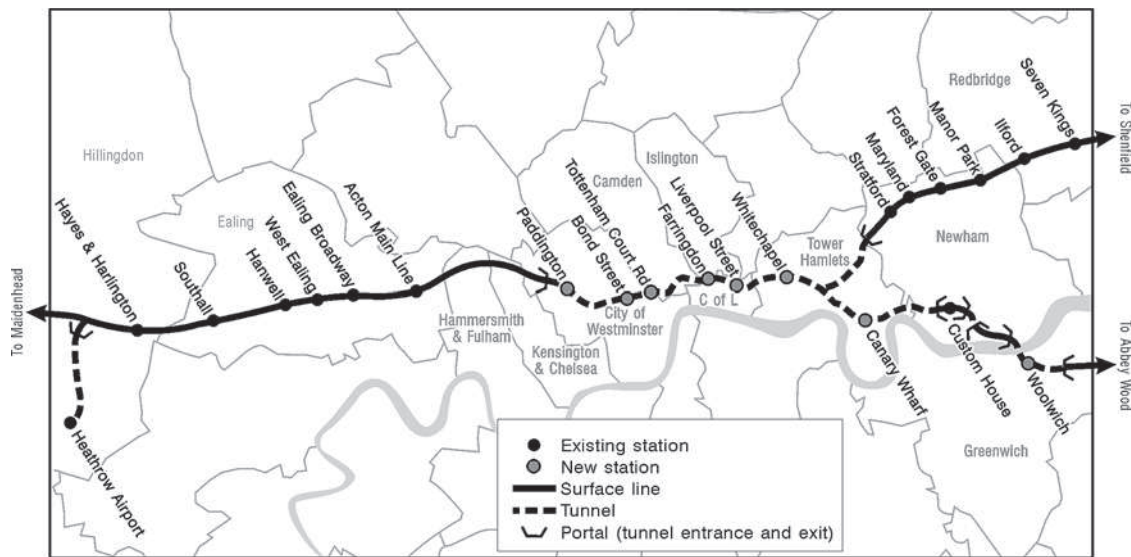 To Maidenhead
Hillingdon
Hayes & Harlington
Heathrow Airport
Ealing
Southall
Hanwell
West Ealing
Ealing Broadway
Acton Main Line
Hammersmith
& Fulham
Kensington
& Chelsea
Paddington
Bond Street
Tottenham Court Rd
City of
Westminster
Camden
Islington
Farringdon
Liverpool Street
C of L
Whitechapel
Tower
Hamlets
Stratford
Maryland
Forest Gate
Manor Park
Ilford
Seven Kings
Redbridge
Newham
To Shenfield
Canary Wharf
Custom House
Woolwich
Greenwich
To Abbey Wood
Existing station
New station
Surface line
Tunnel
Portal (tunnel entrance and exit)